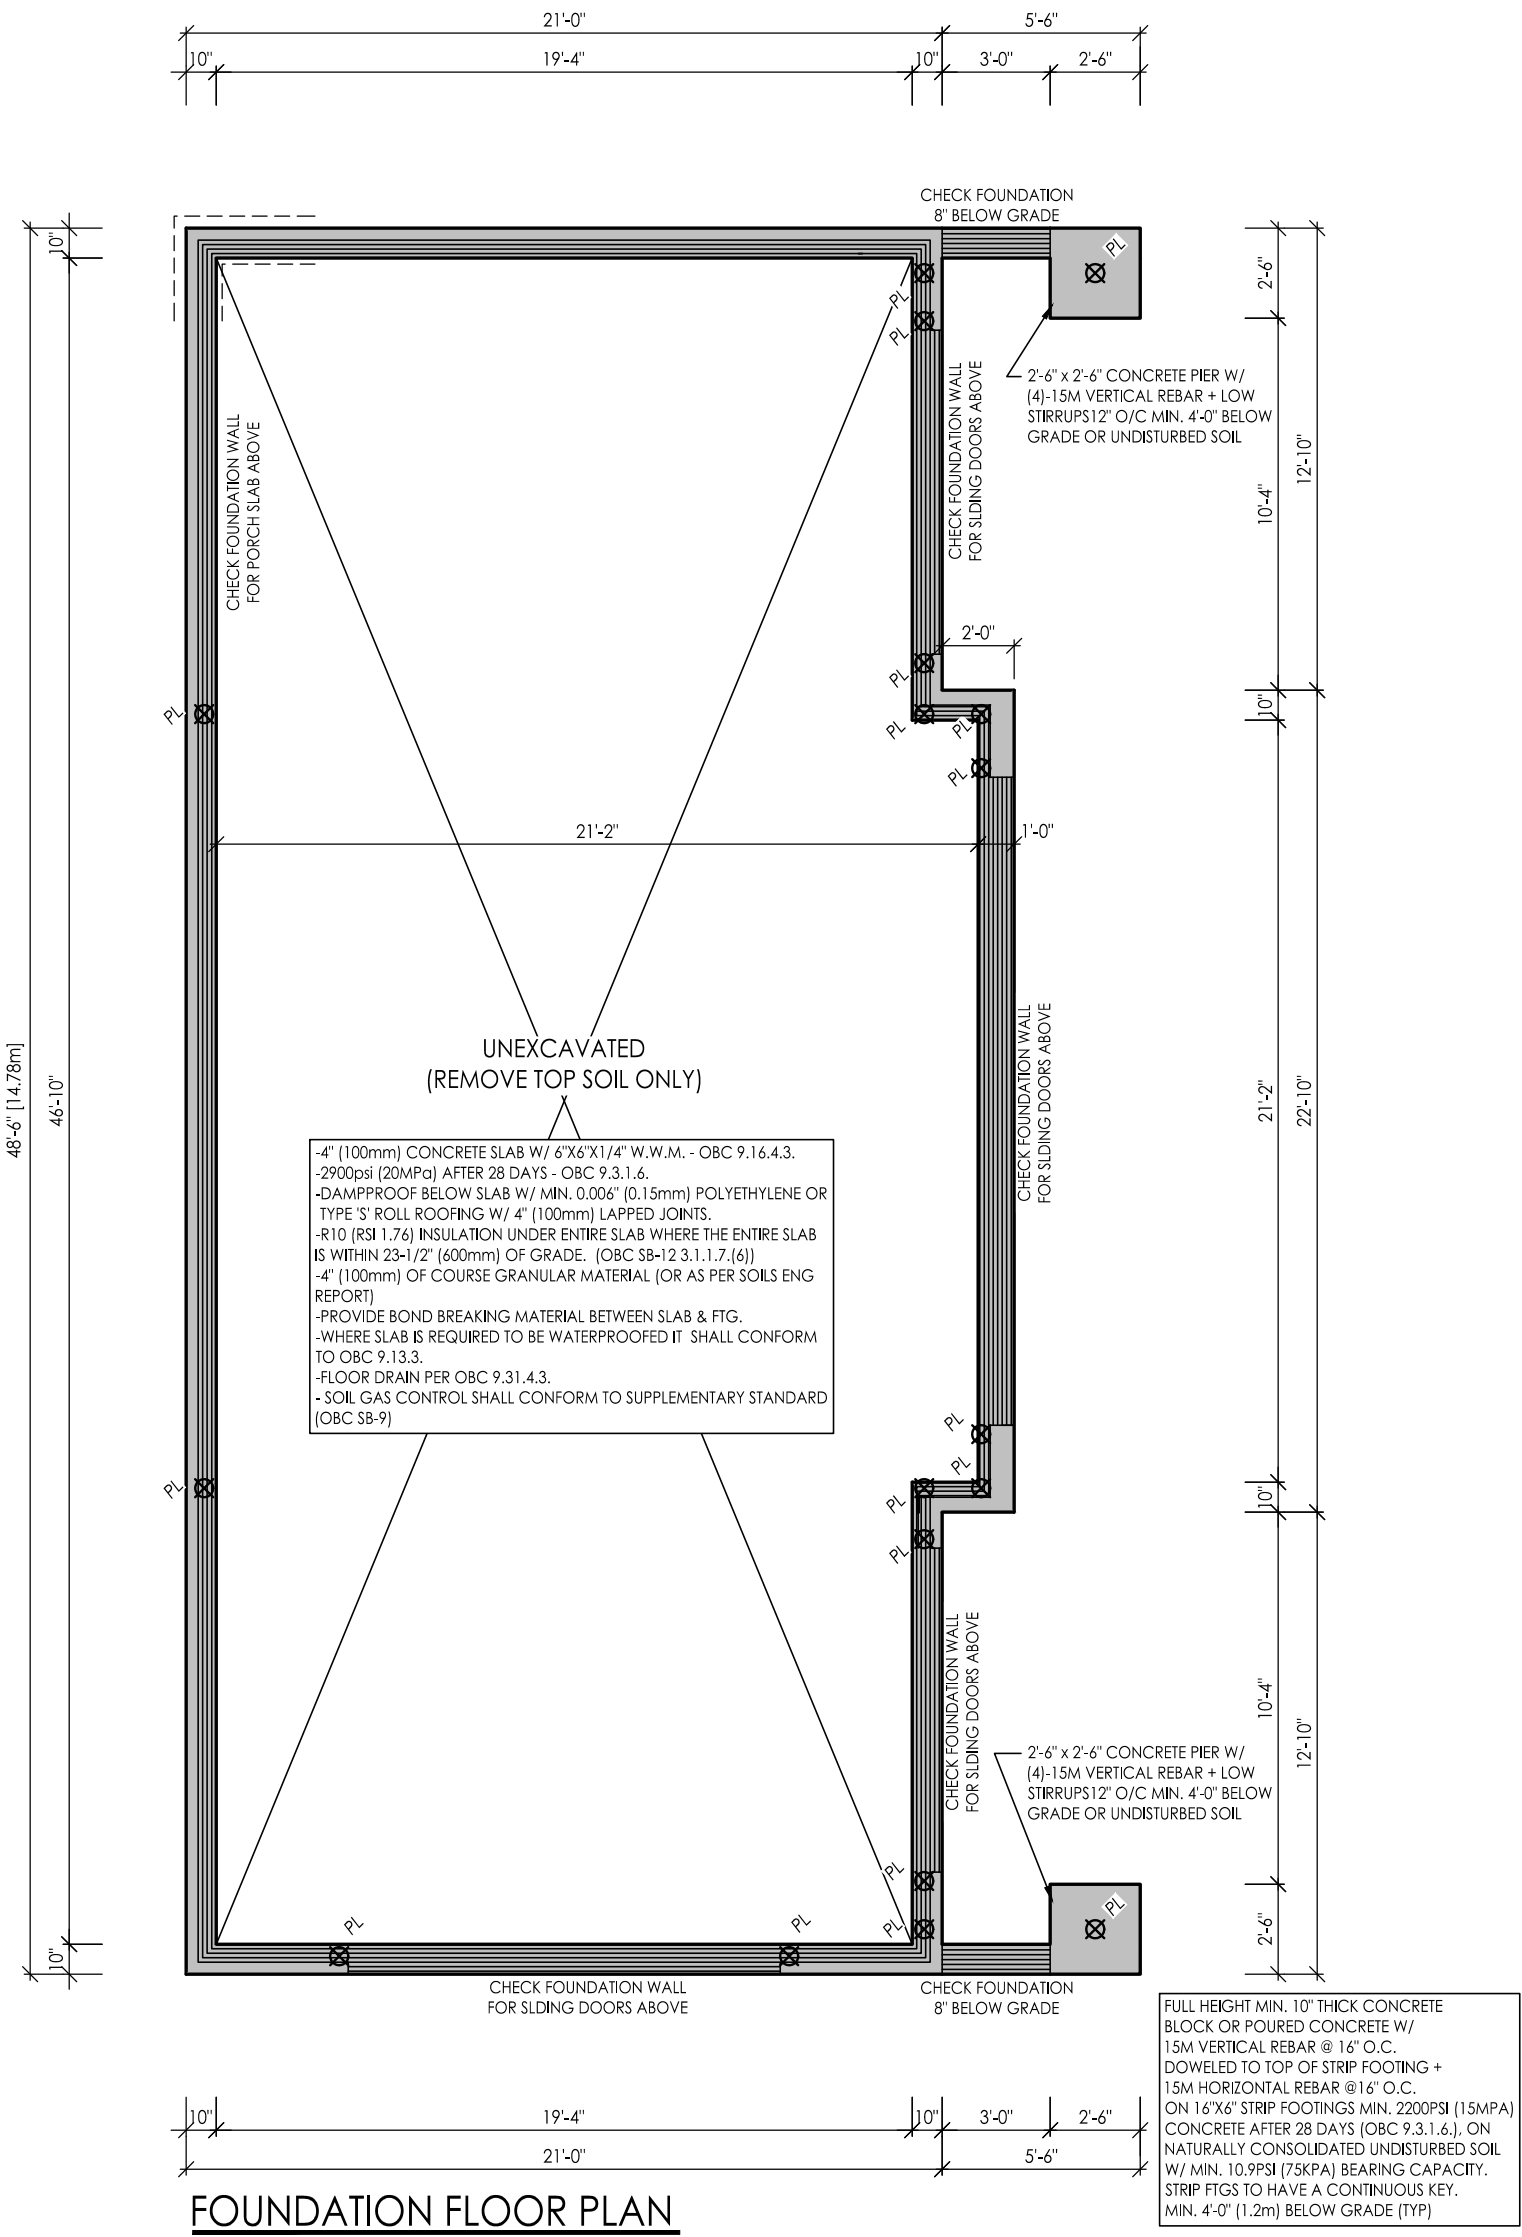 21'-0"
5'-6"
10"
19'-4"
10"
3'-0"
2'-6"
CHECK FOUNDATION
8" BELOW GRADE
10"
PL
PL
PL
2'-6"
2'-6" x 2'-6" CONCRETE PIER W/
(4)-15M VERTICAL REBAR + LOW
STIRRUPS12" O/C MIN. 4'-0" BELOW
GRADE OR UNDISTURBED SOIL
CHECK FOUNDATION WALL
FOR PORCH SLAB ABOVE
CHECK FOUNDATION WALL
FOR SLDING DOORS ABOVE
10'-4"
12'-10"
2'-0"
PL
PL
PL
PL
PL
10"
21'-2"
1'-0"
48'-6" [14.78m]
46'-10"
UNEXCAVATED
(REMOVE TOP SOIL ONLY)
CHECK FOUNDATION WALL
FOR SLDING DOORS ABOVE
21'-2"
22'-10"
-4" (100mm) CONCRETE SLAB W/ 6"X6"X1/4" W.W.M. - OBC 9.16.4.3.
-2900psi (20MPa) AFTER 28 DAYS - OBC 9.3.1.6.
-DAMPPROOF BELOW SLAB W/ MIN. 0.006" (0.15mm) POLYETHYLENE OR
TYPE 'S' ROLL ROOFING W/ 4" (100mm) LAPPED JOINTS.
-R10 (RSI 1.76) INSULATION UNDER ENTIRE SLAB WHERE THE ENTIRE SLAB
IS WITHIN 23-1/2" (600mm) OF GRADE. (OBC SB-12 3.1.1.7.(6))
-4" (100mm) OF COURSE GRANULAR MATERIAL (OR AS PER SOILS ENG
REPORT)
-PROVIDE BOND BREAKING MATERIAL BETWEEN SLAB & FTG.
-WHERE SLAB IS REQUIRED TO BE WATERPROOFED IT SHALL CONFORM
TO OBC 9.13.3.
-FLOOR DRAIN PER OBC 9.31.4.3.
- SOIL GAS CONTROL SHALL CONFORM TO SUPPLEMENTARY STANDARD
(OBC SB-9)
PL
PL
PL
PL
PL
10"
CHECK FOUNDATION WALL
FOR SLDING DOORS ABOVE
10'-4"
12'-10"
2'-6" x 2'-6" CONCRETE PIER W/
(4)-15M VERTICAL REBAR + LOW
STIRRUPS12" O/C MIN. 4'-0" BELOW
GRADE OR UNDISTURBED SOIL
PL
PL
PL
PL
PL
2'-6"
10"
CHECK FOUNDATION WALL
FOR SLDING DOORS ABOVE
CHECK FOUNDATION
8" BELOW GRADE
FULL HEIGHT MIN. 10" THICK CONCRETE
BLOCK OR POURED CONCRETE W/
15M VERTICAL REBAR @ 16" O.C.
DOWELED TO TOP OF STRIP FOOTING +
15M HORIZONTAL REBAR @16" O.C.
ON 16"X6" STRIP FOOTINGS MIN. 2200PSI (15MPA)
CONCRETE AFTER 28 DAYS (OBC 9.3.1.6.), ON
NATURALLY CONSOLIDATED UNDISTURBED SOIL
W/ MIN. 10.9PSI (75KPA) BEARING CAPACITY.
STRIP FTGS TO HAVE A CONTINUOUS KEY.
MIN. 4'-0" (1.2m) BELOW GRADE (TYP)
10"
19'-4"
10"
3'-0"
2'-6"
21'-0"
5'-6"
FOUNDATION FLOOR PLAN